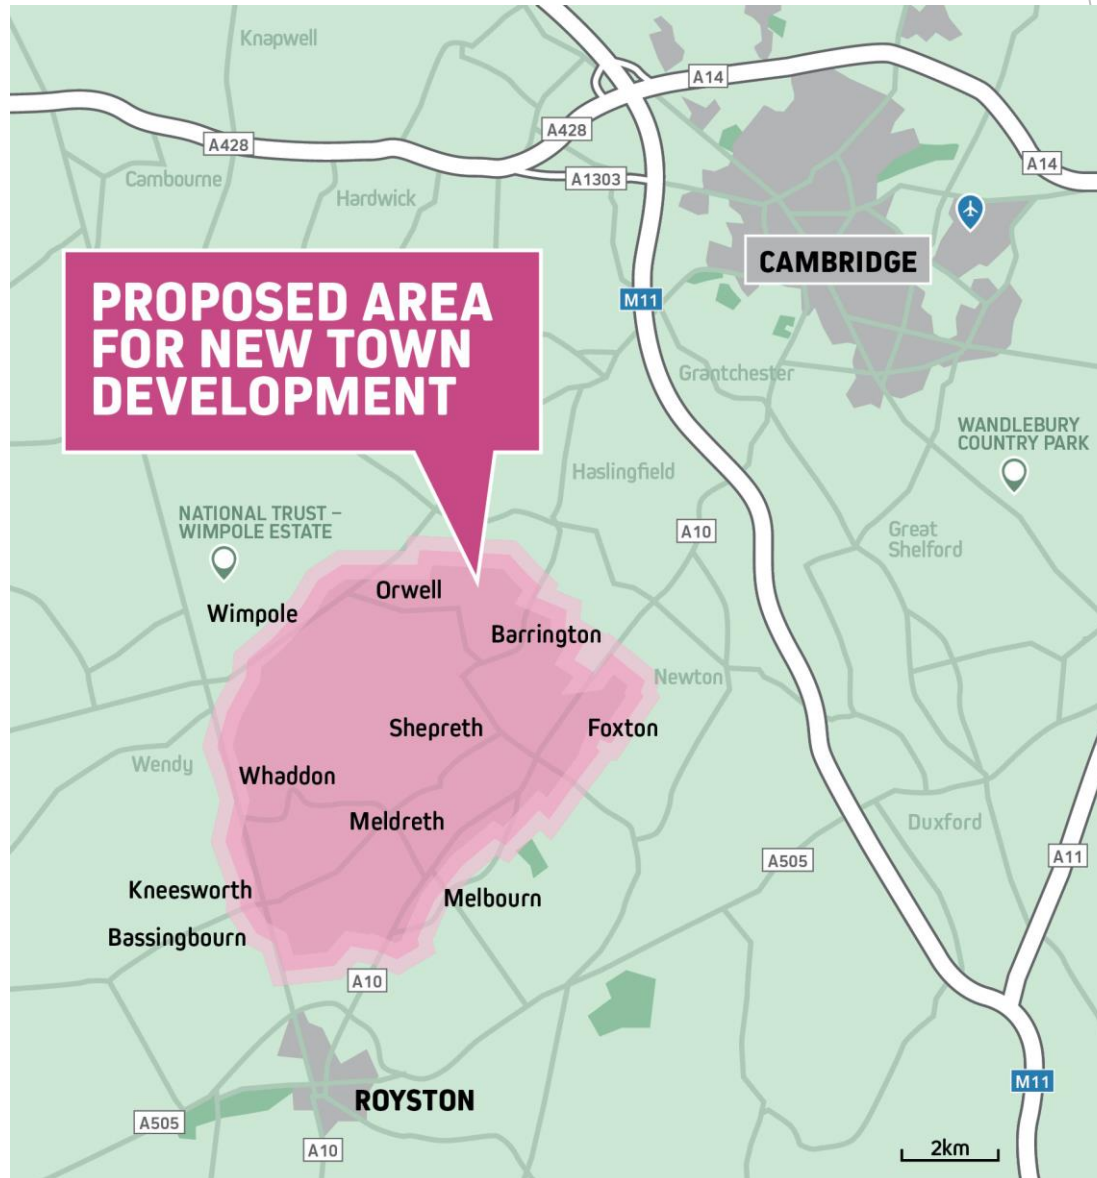 Knapwell
A14
A428
A428
A14
Cambourne
A1303
Hardwick
CAMBRIDGE
PROPOSED AREA
FOR NEW TOWN
DEVELOPMENT
M11
Grantchester
WANDLEBURY
COUNTRY PARK
Haslingfield
NATIONAL TRUST –
WIMPOLE ESTATE
A10
Great
Shelford
Orwell
Wimpole
Barrington
Newton
Shepreth
Foxton
Wendy
Whaddon
Meldreth
Duxford
A505
A11
Kneesworth
Melbourn
Bassingbourn
A10
M11
ROYSTON
A505
A10
2km